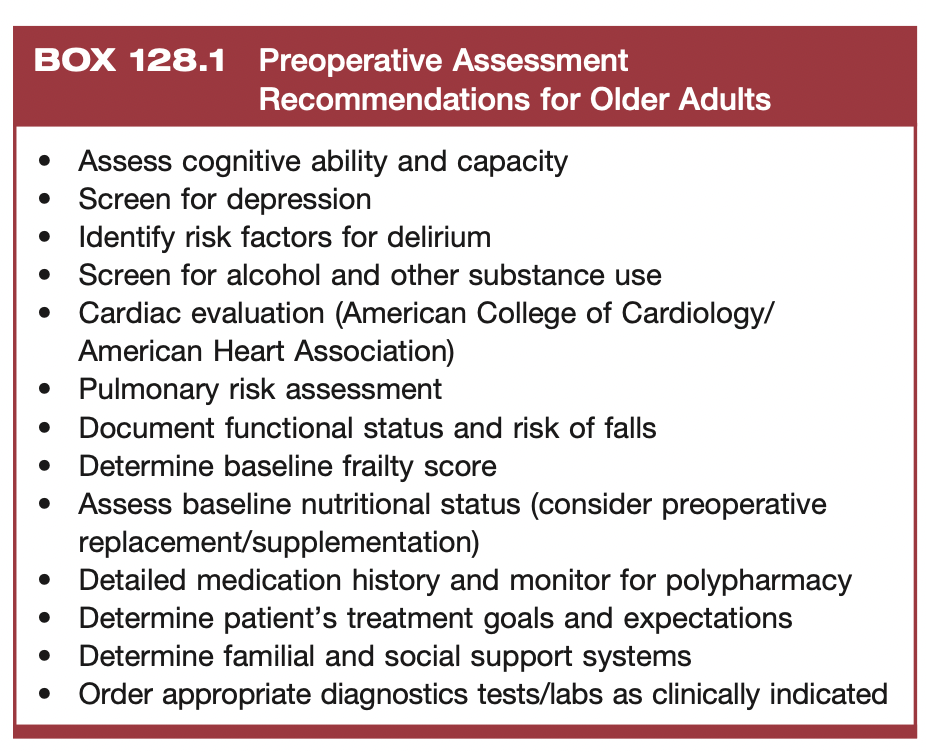 BOX 128.1 Preoperative Assessment
Recommendations for Older Adults
• Assess cognitive ability and capacity
• Screen for depression
• Identify risk factors for delirium
• Screen for alcohol and other substance use
• Cardiac evaluation (American College of Cardiology/
American Heart Association)
• Pulmonary risk assessment
• Document functional status and risk of falls
• Determine baseline frailty score
• Assess baseline nutritional status (consider preoperative
replacement/supplementation)
• Detailed medication history and monitor for polypharmacy
• Determine patient’s treatment goals and expectations
• Determine familial and social support systems
• Order appropriate diagnostics tests/labs as clinically indicated